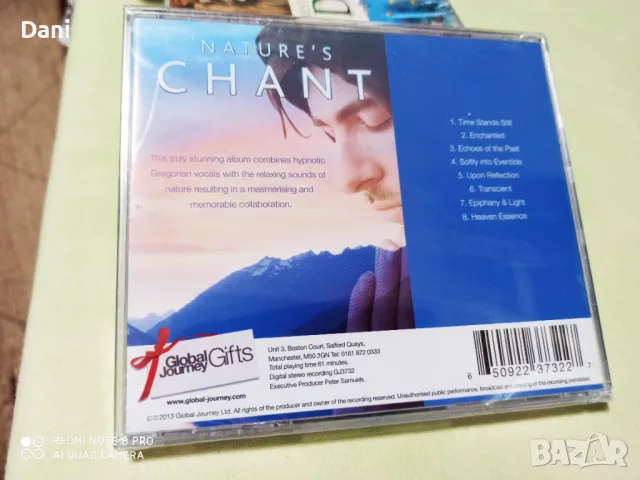 Dani
NATURE'S
CHANT
This truly stunning album combines hypnotic
Gregorian vocals with the relaxing sounds of
nature resulting in a mesmerising and
memorable collaboration.
1. Time Stands Still
2. Enchanted
3. Echoes of the Past
4. Softly into Eventide
5. Upon Reflection
6. Transcient
7. Epiphany & Light
8. Heaven Essence
Global
Journey
Gifts
www.global-journey.com
Unit 3, Boston Court, Salford Quays,
Manchester, M50 2GN Tel: 0161 872 0333
Total playing time 61 minutes.
Digital stereo recording GJ3732
Executive Producer Peter Samuels.
6 50922 37322 7
℗ © 2013 Global Journey Ltd. All rights of the producer and owner of the recording reserved. Unauthorised public performance, broadcast and copying of this recording prohibited.
REDMI NOTE 8 PRO
AI QUAD CAMERA
BAZAR
bg